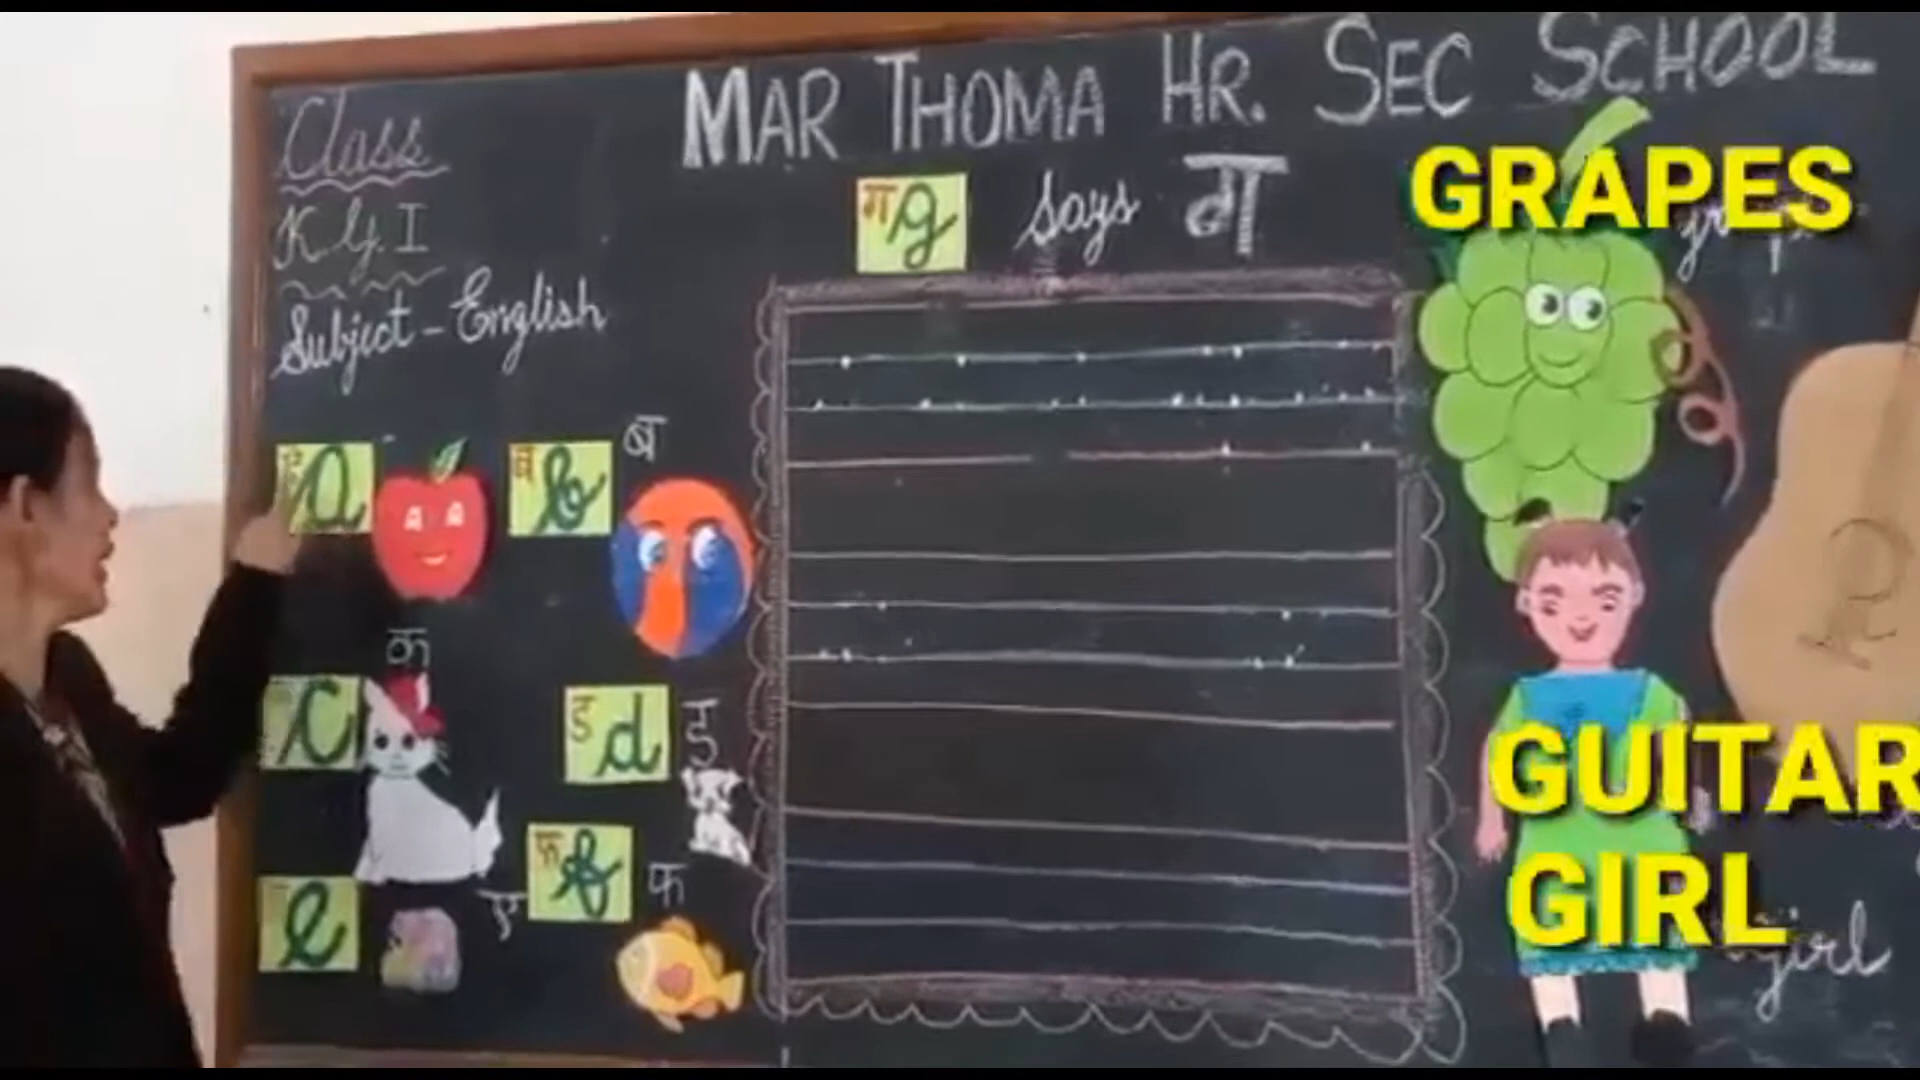 MAR THOMA HR. SEC SCHOOL
Class
K.G. I
Subject - English
ग g says ग
GRAPES
a
b ब
c क
ड d ड
e ए
फ f फ
GUITAR
GIRL
girl